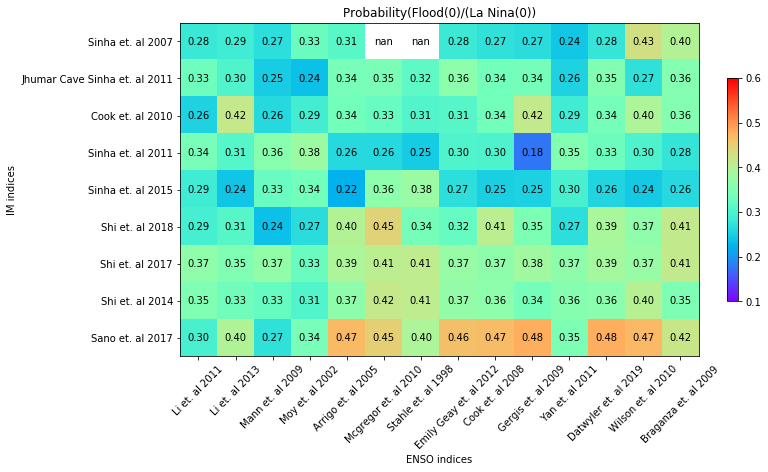 Probability(Flood(0)/(La Nina(0))
IM indices
Sinha et. al 2007 0.28 0.29 0.27 0.33 0.31 nan nan 0.28 0.27 0.27 0.24 0.28 0.43 0.40
Jhumar Cave Sinha et. al 2011 0.33 0.30 0.25 0.24 0.34 0.35 0.32 0.36 0.34 0.34 0.26 0.35 0.27 0.36
Cook et. al 2010 0.26 0.42 0.26 0.29 0.34 0.33 0.31 0.31 0.34 0.42 0.29 0.34 0.40 0.36
Sinha et. al 2011 0.34 0.31 0.36 0.38 0.26 0.26 0.25 0.30 0.30 0.18 0.35 0.33 0.30 0.28
Sinha et. al 2015 0.29 0.24 0.33 0.34 0.22 0.36 0.38 0.27 0.25 0.25 0.30 0.26 0.24 0.26
Shi et. al 2018 0.29 0.31 0.24 0.27 0.40 0.45 0.34 0.32 0.41 0.35 0.27 0.39 0.37 0.41
Shi et. al 2017 0.37 0.35 0.37 0.33 0.39 0.41 0.41 0.37 0.37 0.38 0.37 0.39 0.37 0.41
Shi et. al 2014 0.35 0.33 0.33 0.31 0.37 0.42 0.41 0.37 0.36 0.34 0.36 0.36 0.40 0.35
Sano et. al 2017 0.30 0.40 0.27 0.34 0.47 0.45 0.40 0.46 0.47 0.48 0.35 0.48 0.47 0.42
Li et. al 2011
Li et. al 2013
Mann et. al 2009
Moy et. al 2002
Arrigo et. al 2005
Mcgregor et. al 2010
Stahle et. al 1998
Emily Geay et. al 2012
Cook et. al 2008
Gergis et. al 2009
Yan et. al 2011
Datwyler et. al 2019
Wilson et. al 2010
Braganza et. al 2009
ENSO indices
0.6
0.5
0.4
0.3
0.2
0.1